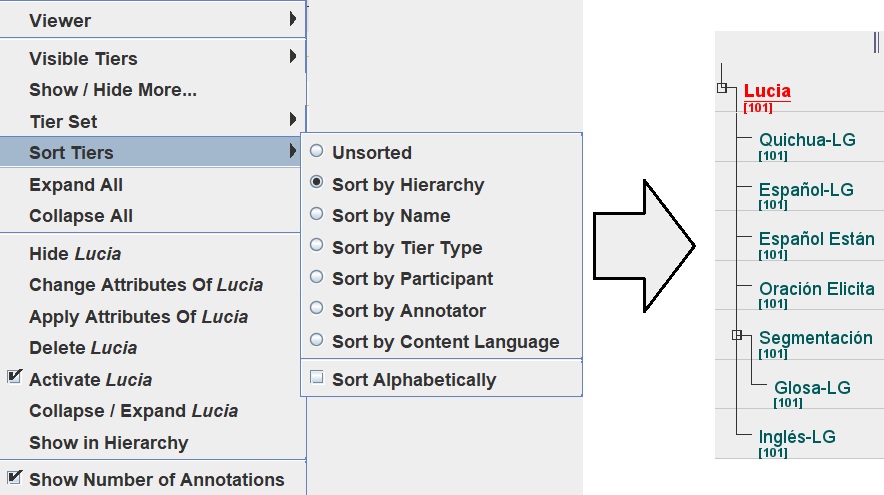 Viewer
Visible Tiers
Show / Hide More...
Tier Set
Sort Tiers
Expand All
Collapse All
Hide Lucia
Change Attributes Of Lucia
Apply Attributes Of Lucia
Delete Lucia
Activate Lucia
Collapse / Expand Lucia
Show in Hierarchy
Show Number of Annotations
Unsorted
Sort by Hierarchy
Sort by Name
Sort by Tier Type
Sort by Participant
Sort by Annotator
Sort by Content Language
Sort Alphabetically
Lucia
[101]
Quichua-LG
[101]
Español-LG
[101]
Español Están
[101]
Oración Elicita
[101]
Segmentación
[101]
Glosa-LG
[101]
Inglés-LG
[101]